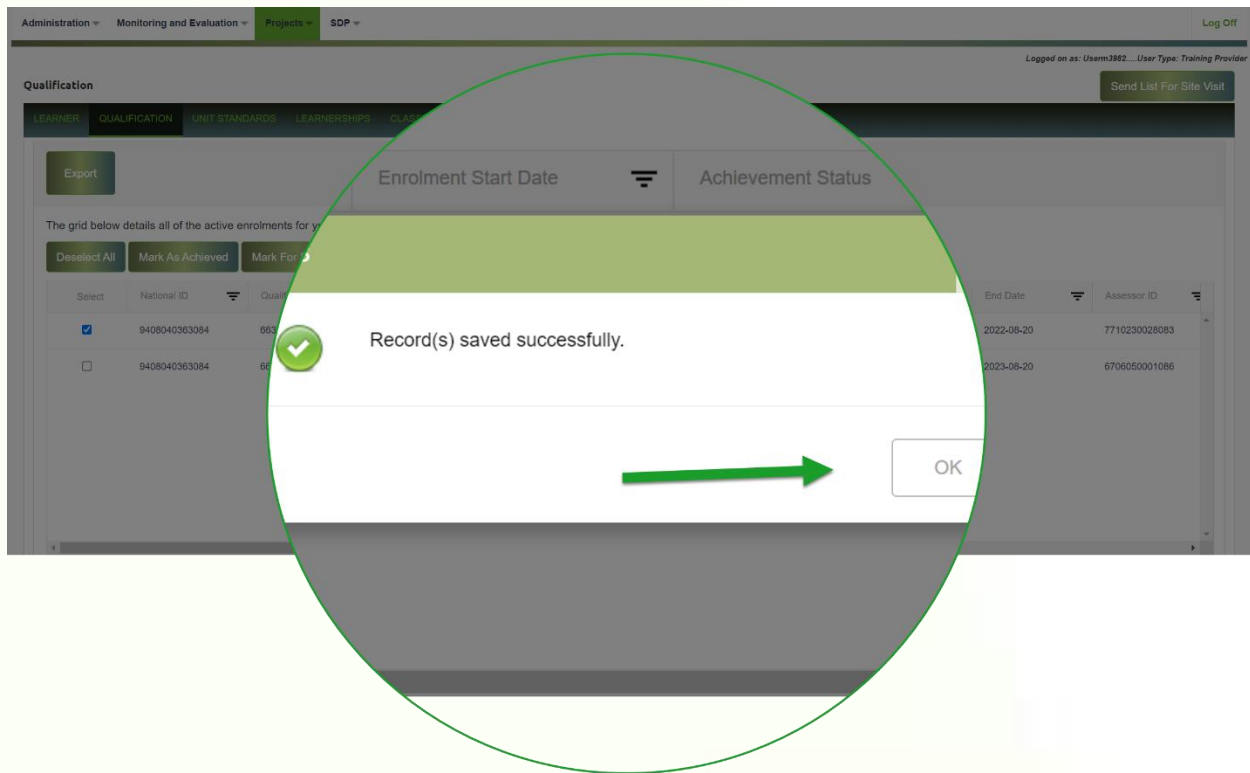 Administration Monitoring and Evaluation Projects SDP Log Off
Logged on as: Userm3982....User Type: Training Provider
Qualification
Send List For Site Visit
LEARNER QUALIFICATION UNIT STANDARDS LEARNERSHIPS
Export
Enrolment Start Date Achievement Status
The grid below details all of the active enrolments for
Deselect All Mark As Achieved Mark For
Select National ID End Date Assessor ID
9408040363084 2022-08-20 7710230028083
9408040363084 2023-08-20 6706050001086
Record(s) saved successfully.
OK